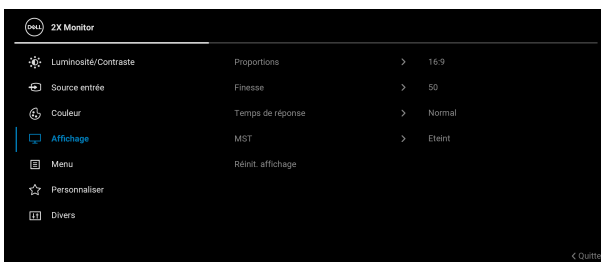 DELL 2X Monitor
Luminosité/Contraste Proportions > 16:9
Source entrée Finesse > 50
Couleur Temps de réponse > Normal
Affichage MST > Eteint
Menu Réinit. affichage
Personnaliser
Divers
< Quitte